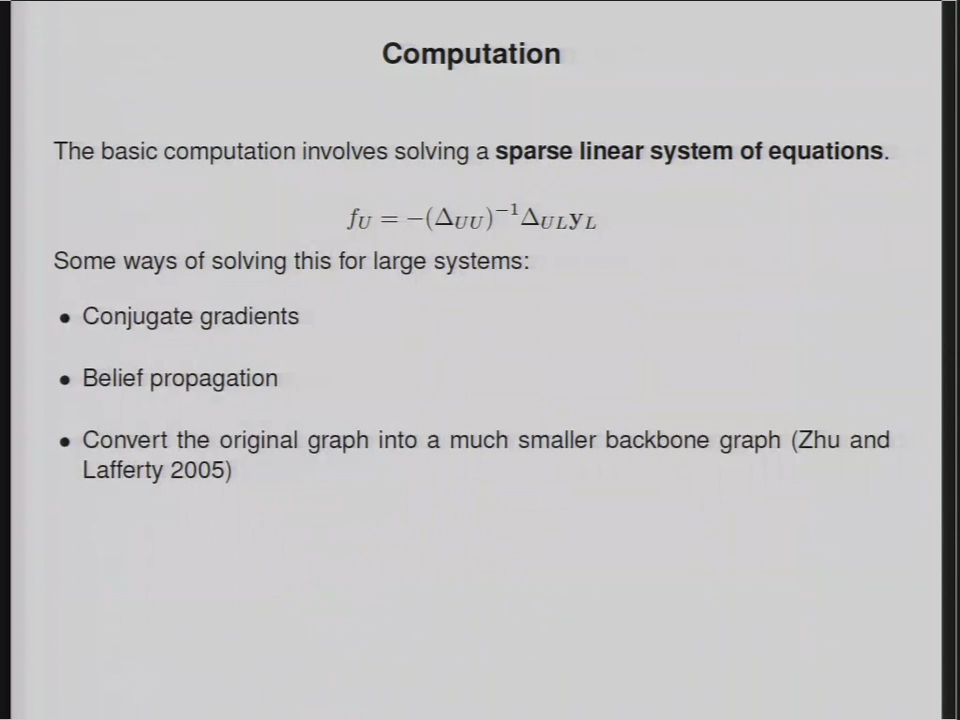 Computation
The basic computation involves solving a sparse linear system of equations.
f_U = −(Δ_UU)^−1 Δ_UL y_L
Some ways of solving this for large systems:
• Conjugate gradients
• Belief propagation
• Convert the original graph into a much smaller backbone graph (Zhu and
Lafferty 2005)